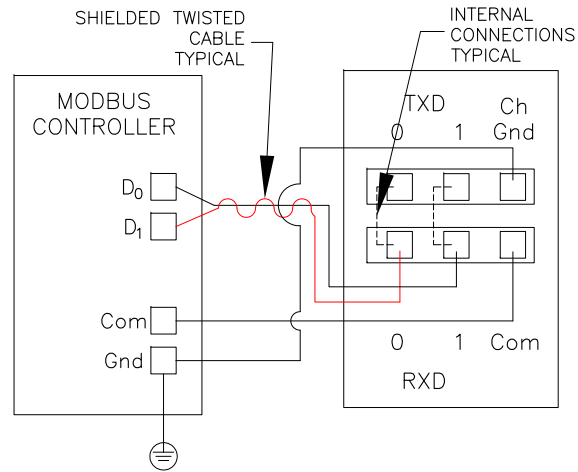 SHIELDED TWISTED
CABLE
TYPICAL
INTERNAL
CONNECTIONS
TYPICAL
MODBUS
CONTROLLER
D0
D1
Com
Gnd
TXD
Ch
0 1 Gnd
0 1 Com
RXD